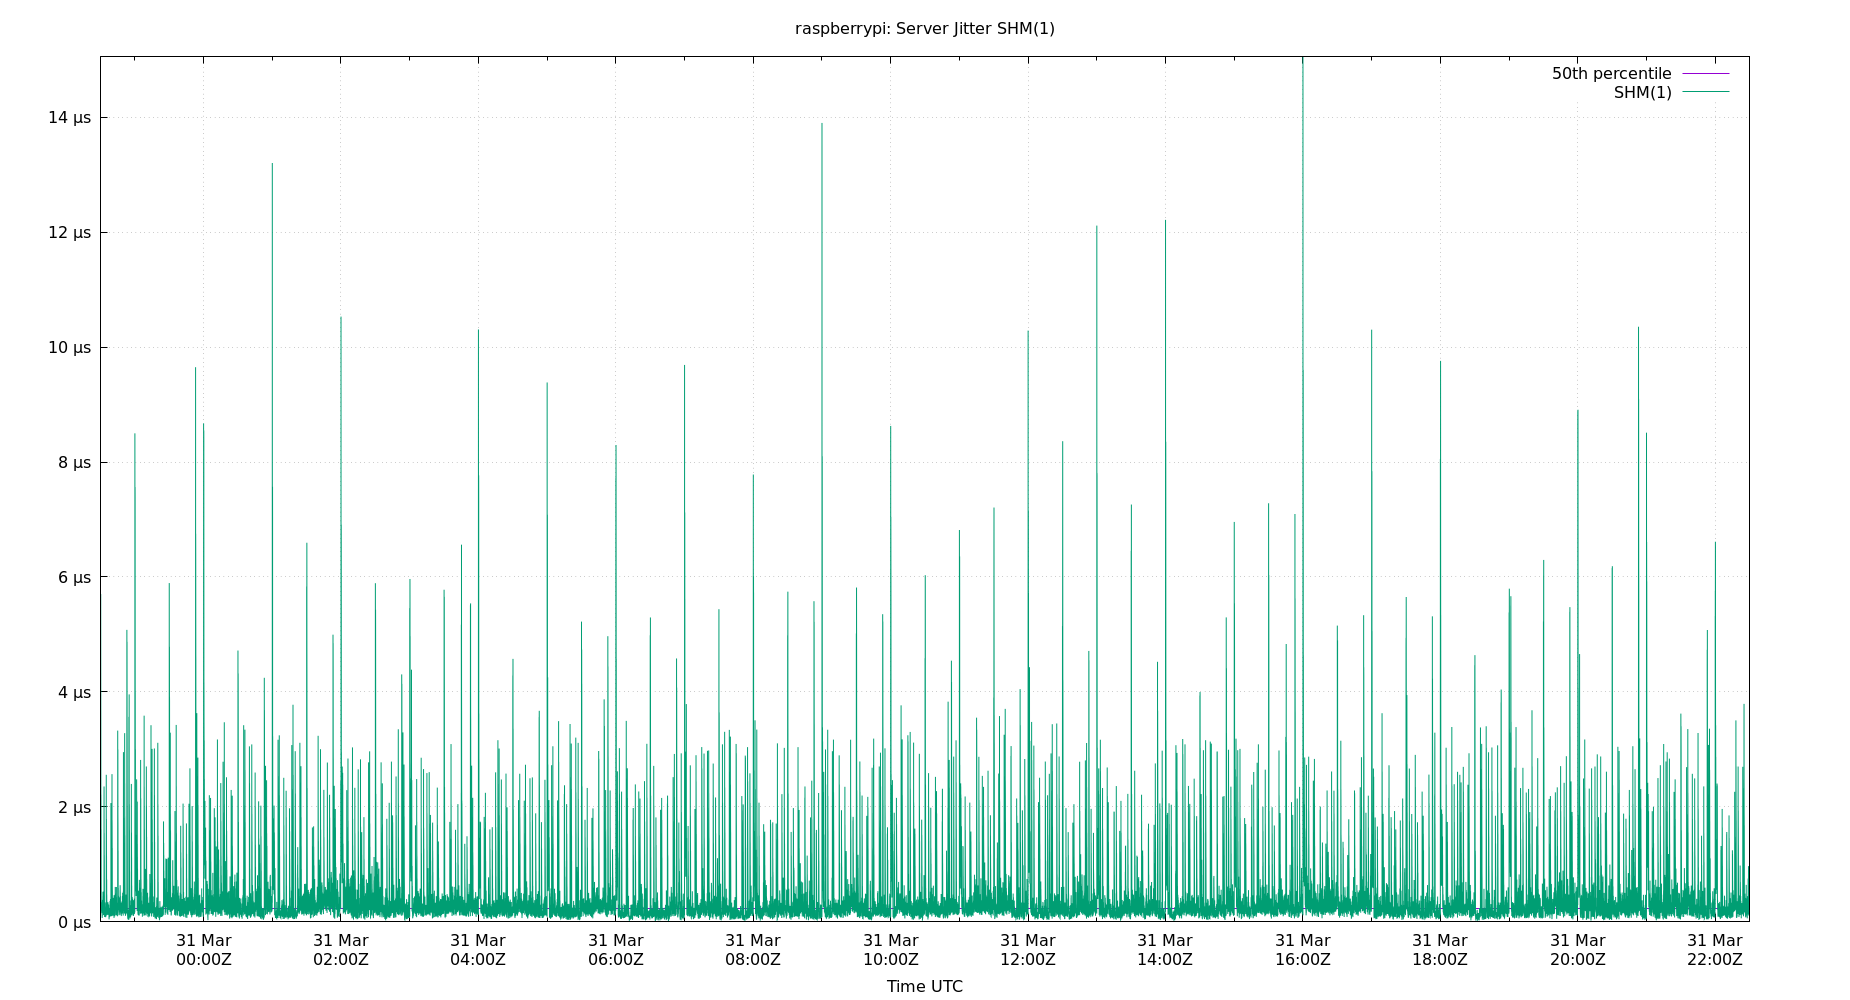 raspberrypi: Server Jitter SHM(1)
50th percentile
SHM(1)
14 µs
12 µs
10 µs
8 µs
6 µs
4 µs
2 µs
0 µs
31 Mar 31 Mar 31 Mar 31 Mar 31 Mar 31 Mar 31 Mar 31 Mar 31 Mar 31 Mar 31 Mar 31 Mar
00:00Z 02:00Z 04:00Z 06:00Z 08:00Z 10:00Z 12:00Z 14:00Z 16:00Z 18:00Z 20:00Z 22:00Z
Time UTC